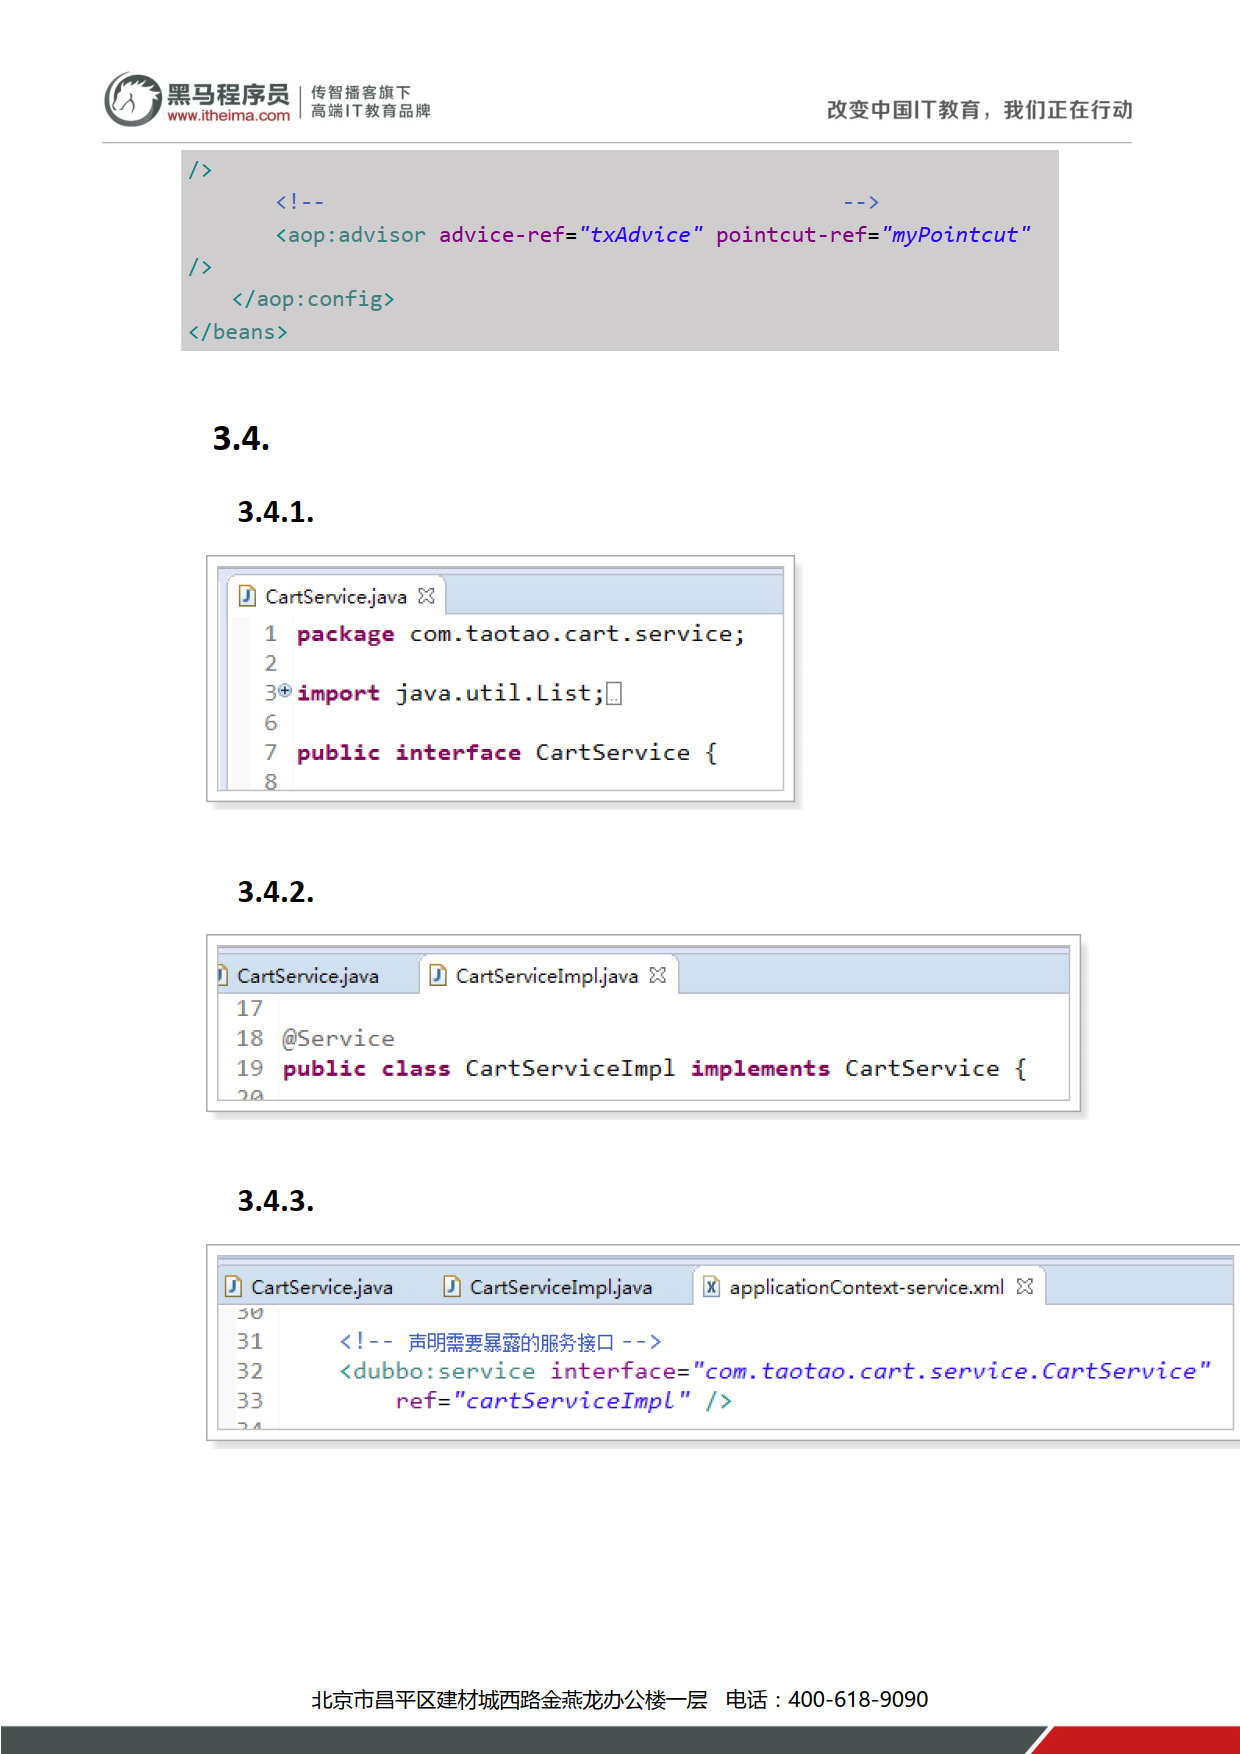 黑马程序员
www.itheima.com
传智播客旗下
高端IT教育品牌
改变中国IT教育，我们正在行动
/>
<!-- -->
<aop:advisor advice-ref="txAdvice" pointcut-ref="myPointcut"
/>
</aop:config>
</beans>
3.4.
3.4.1.
CartService.java
1 package com.taotao.cart.service;
2
3 import java.util.List;
6
7 public interface CartService {
8
3.4.2.
CartService.java CartServiceImpl.java
17
18 @Service
19 public class CartServiceImpl implements CartService {
20
3.4.3.
CartService.java CartServiceImpl.java applicationContext-service.xml
30
31 <!-- 声明需要暴露的服务接口 -->
32 <dubbo:service interface="com.taotao.cart.service.CartService"
33 ref="cartServiceImpl" />
34
北京市昌平区建材城西路金燕龙办公楼一层 电话：400-618-9090